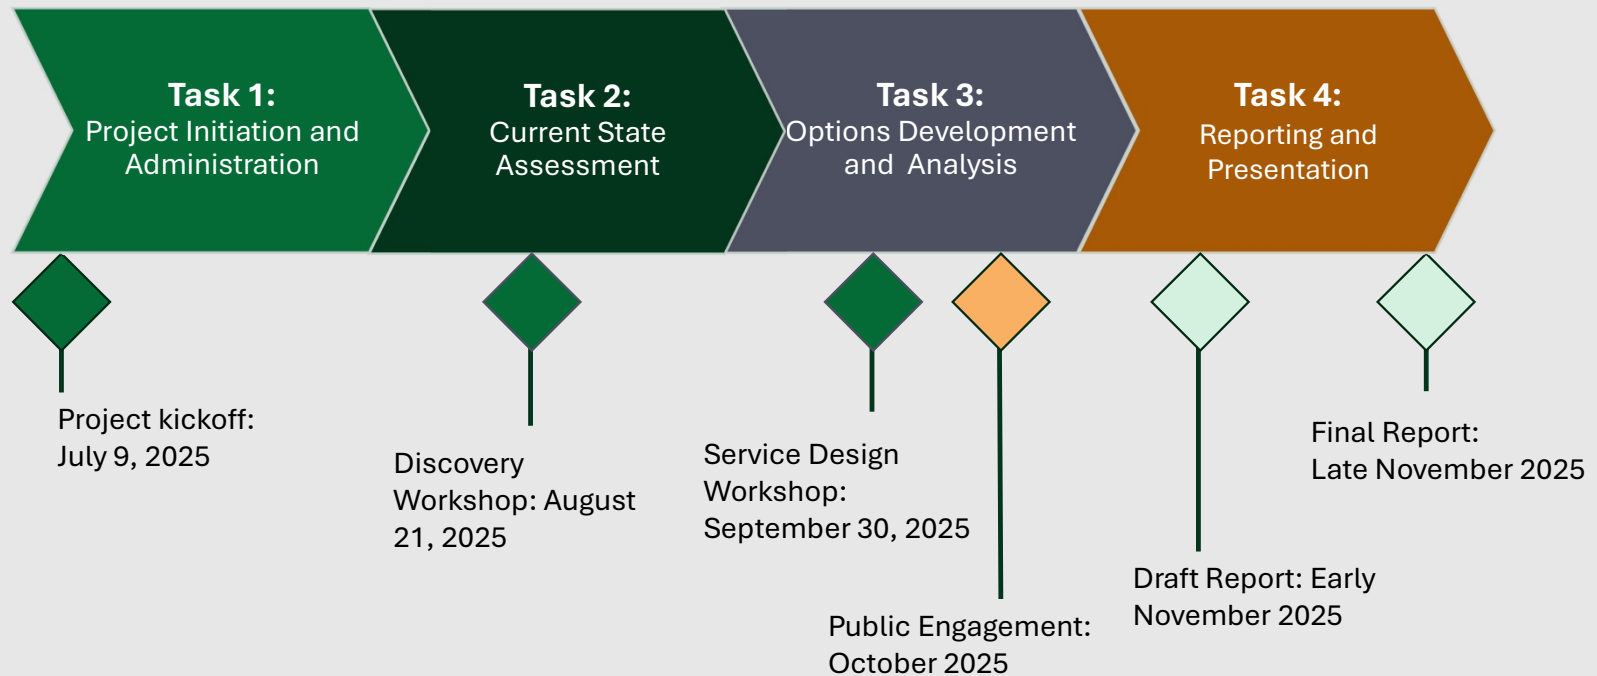 Task 1:
Project Initiation and
Administration
Task 2:
Current State
Assessment
Task 3:
Options Development
and  Analysis
Task 4:
Reporting and
Presentation
Project kickoff:
July 9, 2025
Discovery
Workshop: August
21, 2025
Service Design
Workshop:
September 30, 2025
Public Engagement:
October 2025
Draft Report: Early
November 2025
Final Report:
Late November 2025